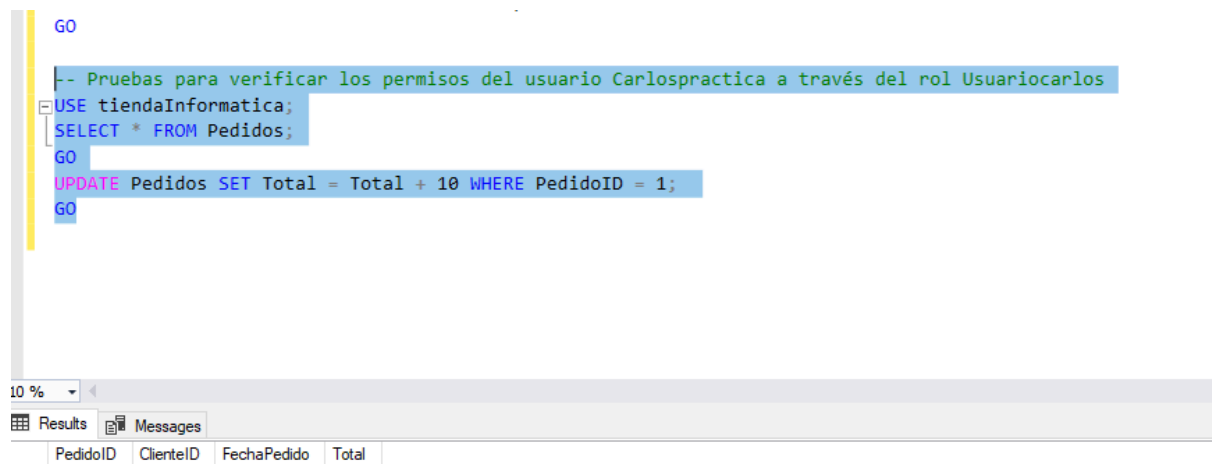 GO
-- Pruebas para verificar los permisos del usuario Carlospractica a través del rol Usuariocarlos
USE tiendaInformatica;
SELECT * FROM Pedidos;
GO
UPDATE Pedidos SET Total = Total + 10 WHERE PedidoID = 1;
GO
10 %
Results Messages
PedidoID ClienteID FechaPedido Total